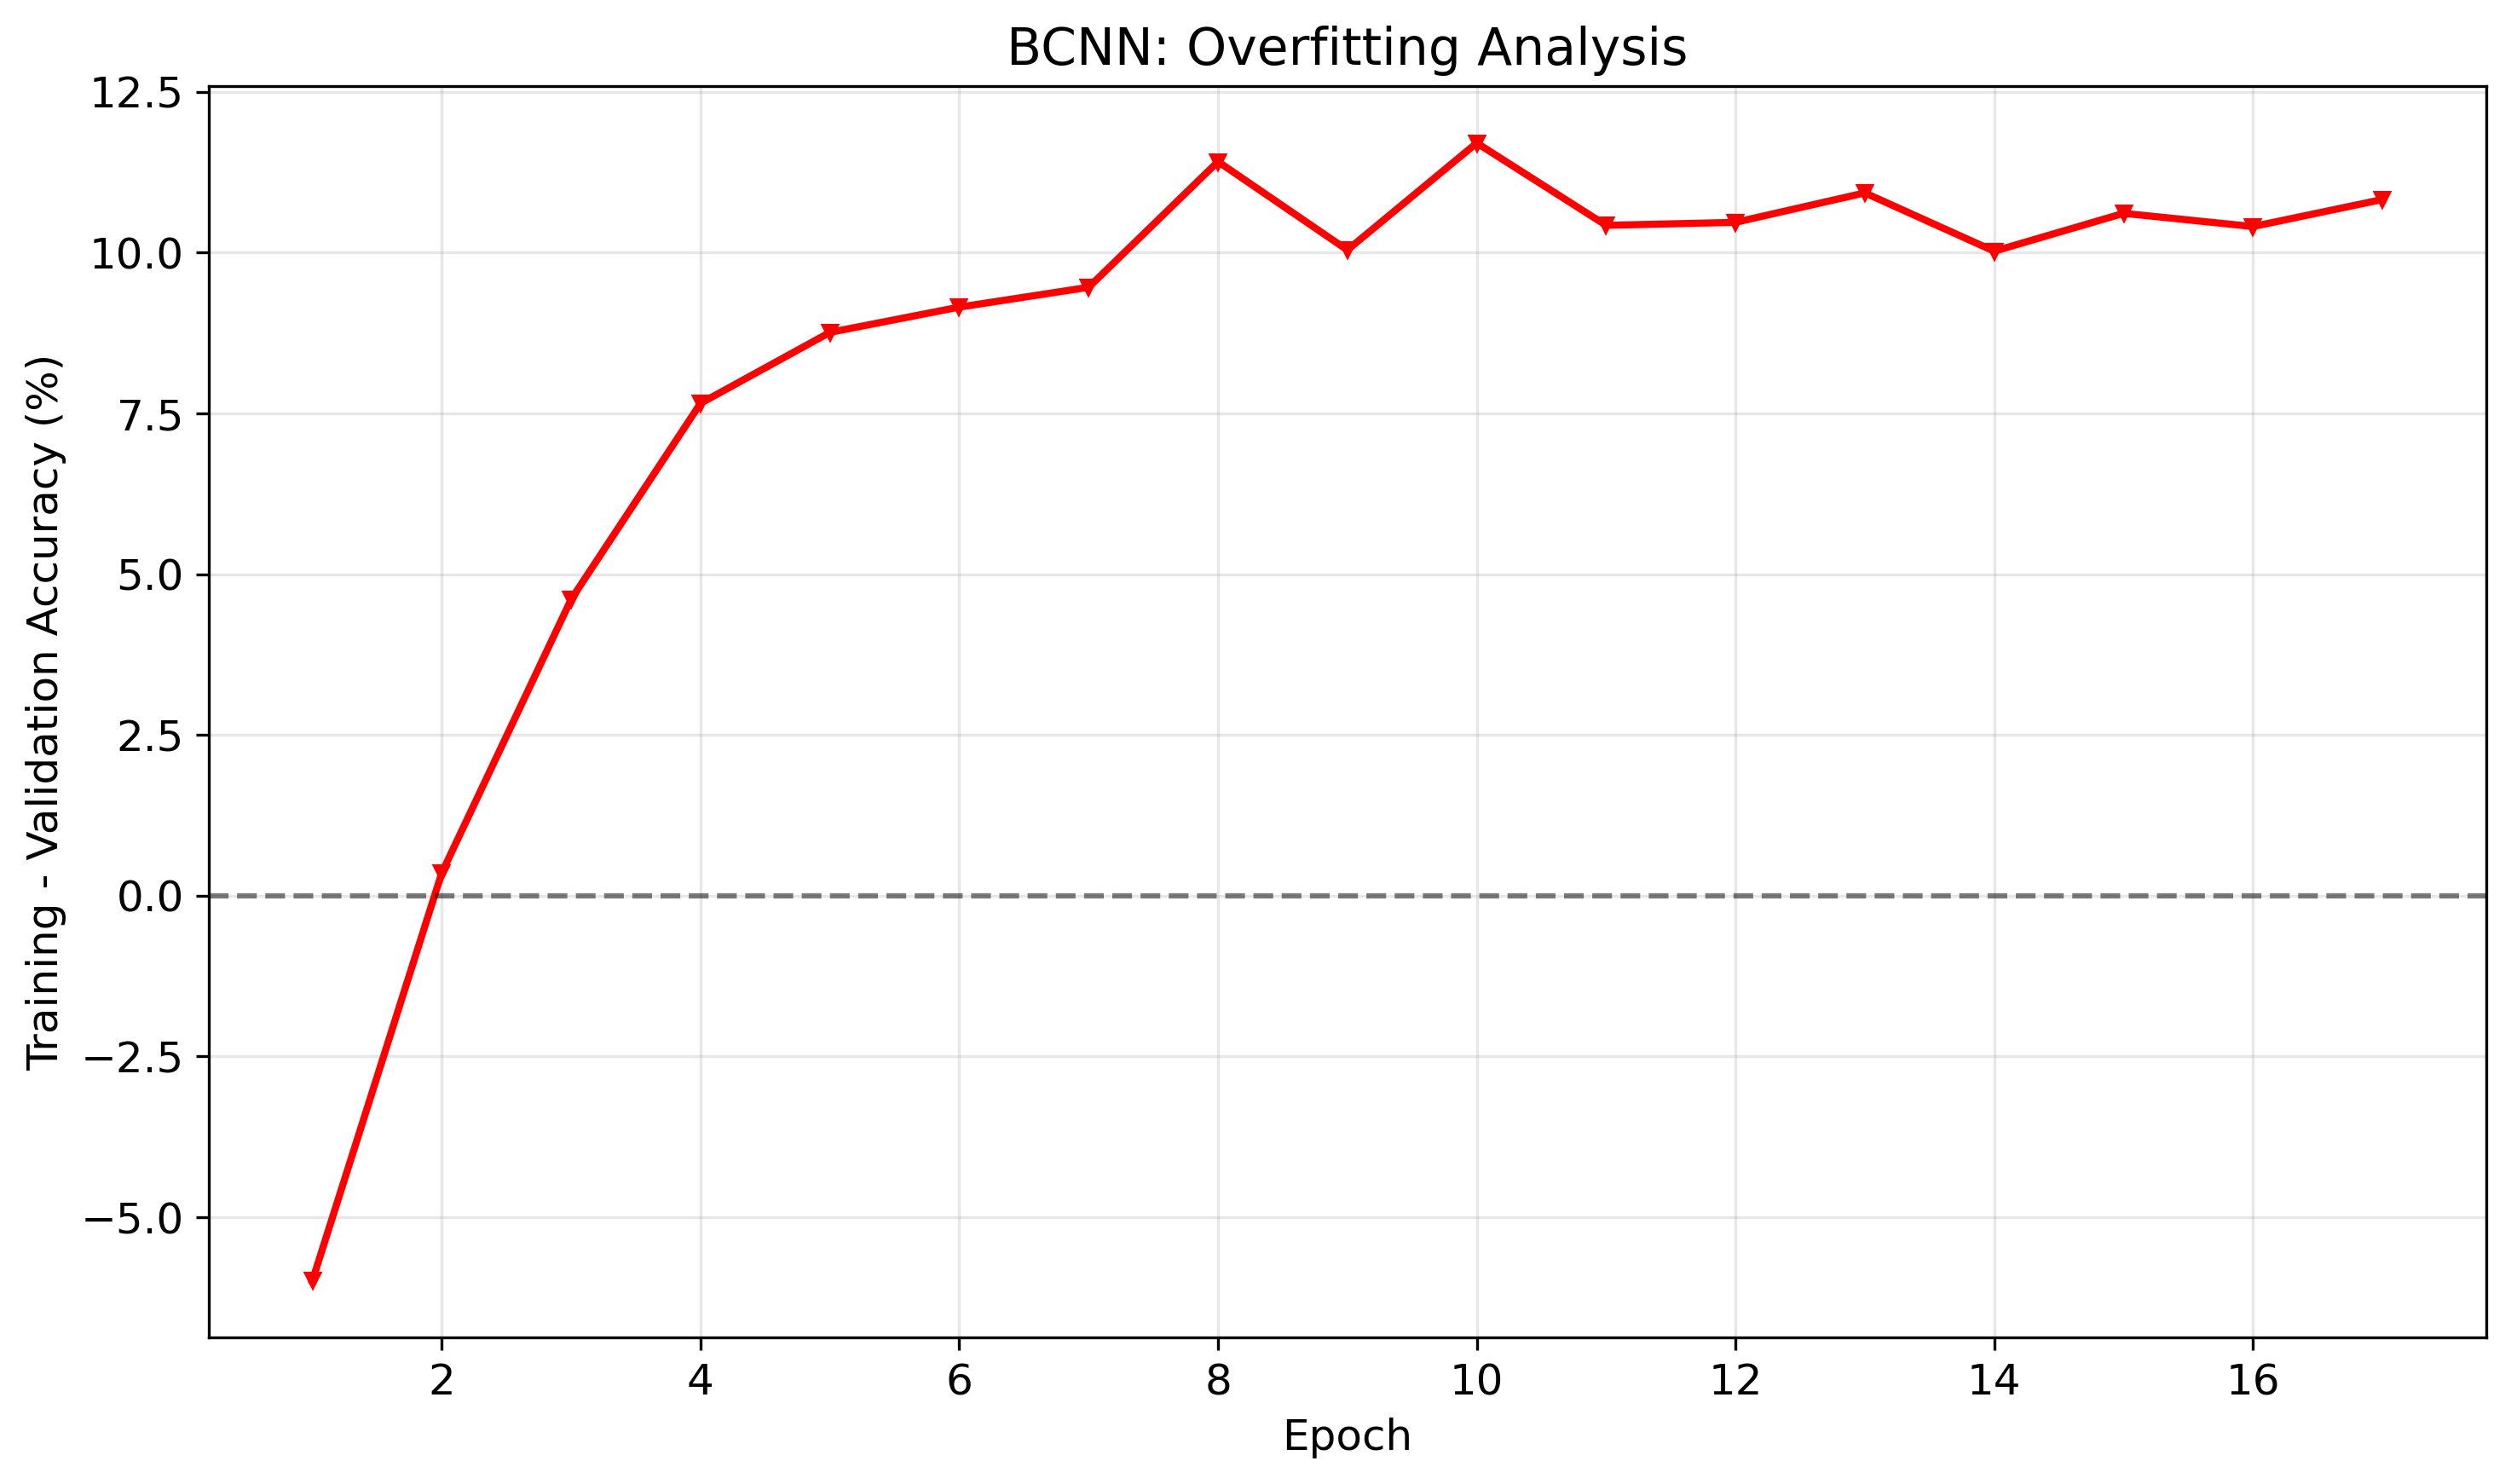 BCNN: Overfitting Analysis
Training - Validation Accuracy (%)
12.5
10.0
7.5
5.0
2.5
0.0
−2.5
−5.0
2 4 6 8 10 12 14 16
Epoch